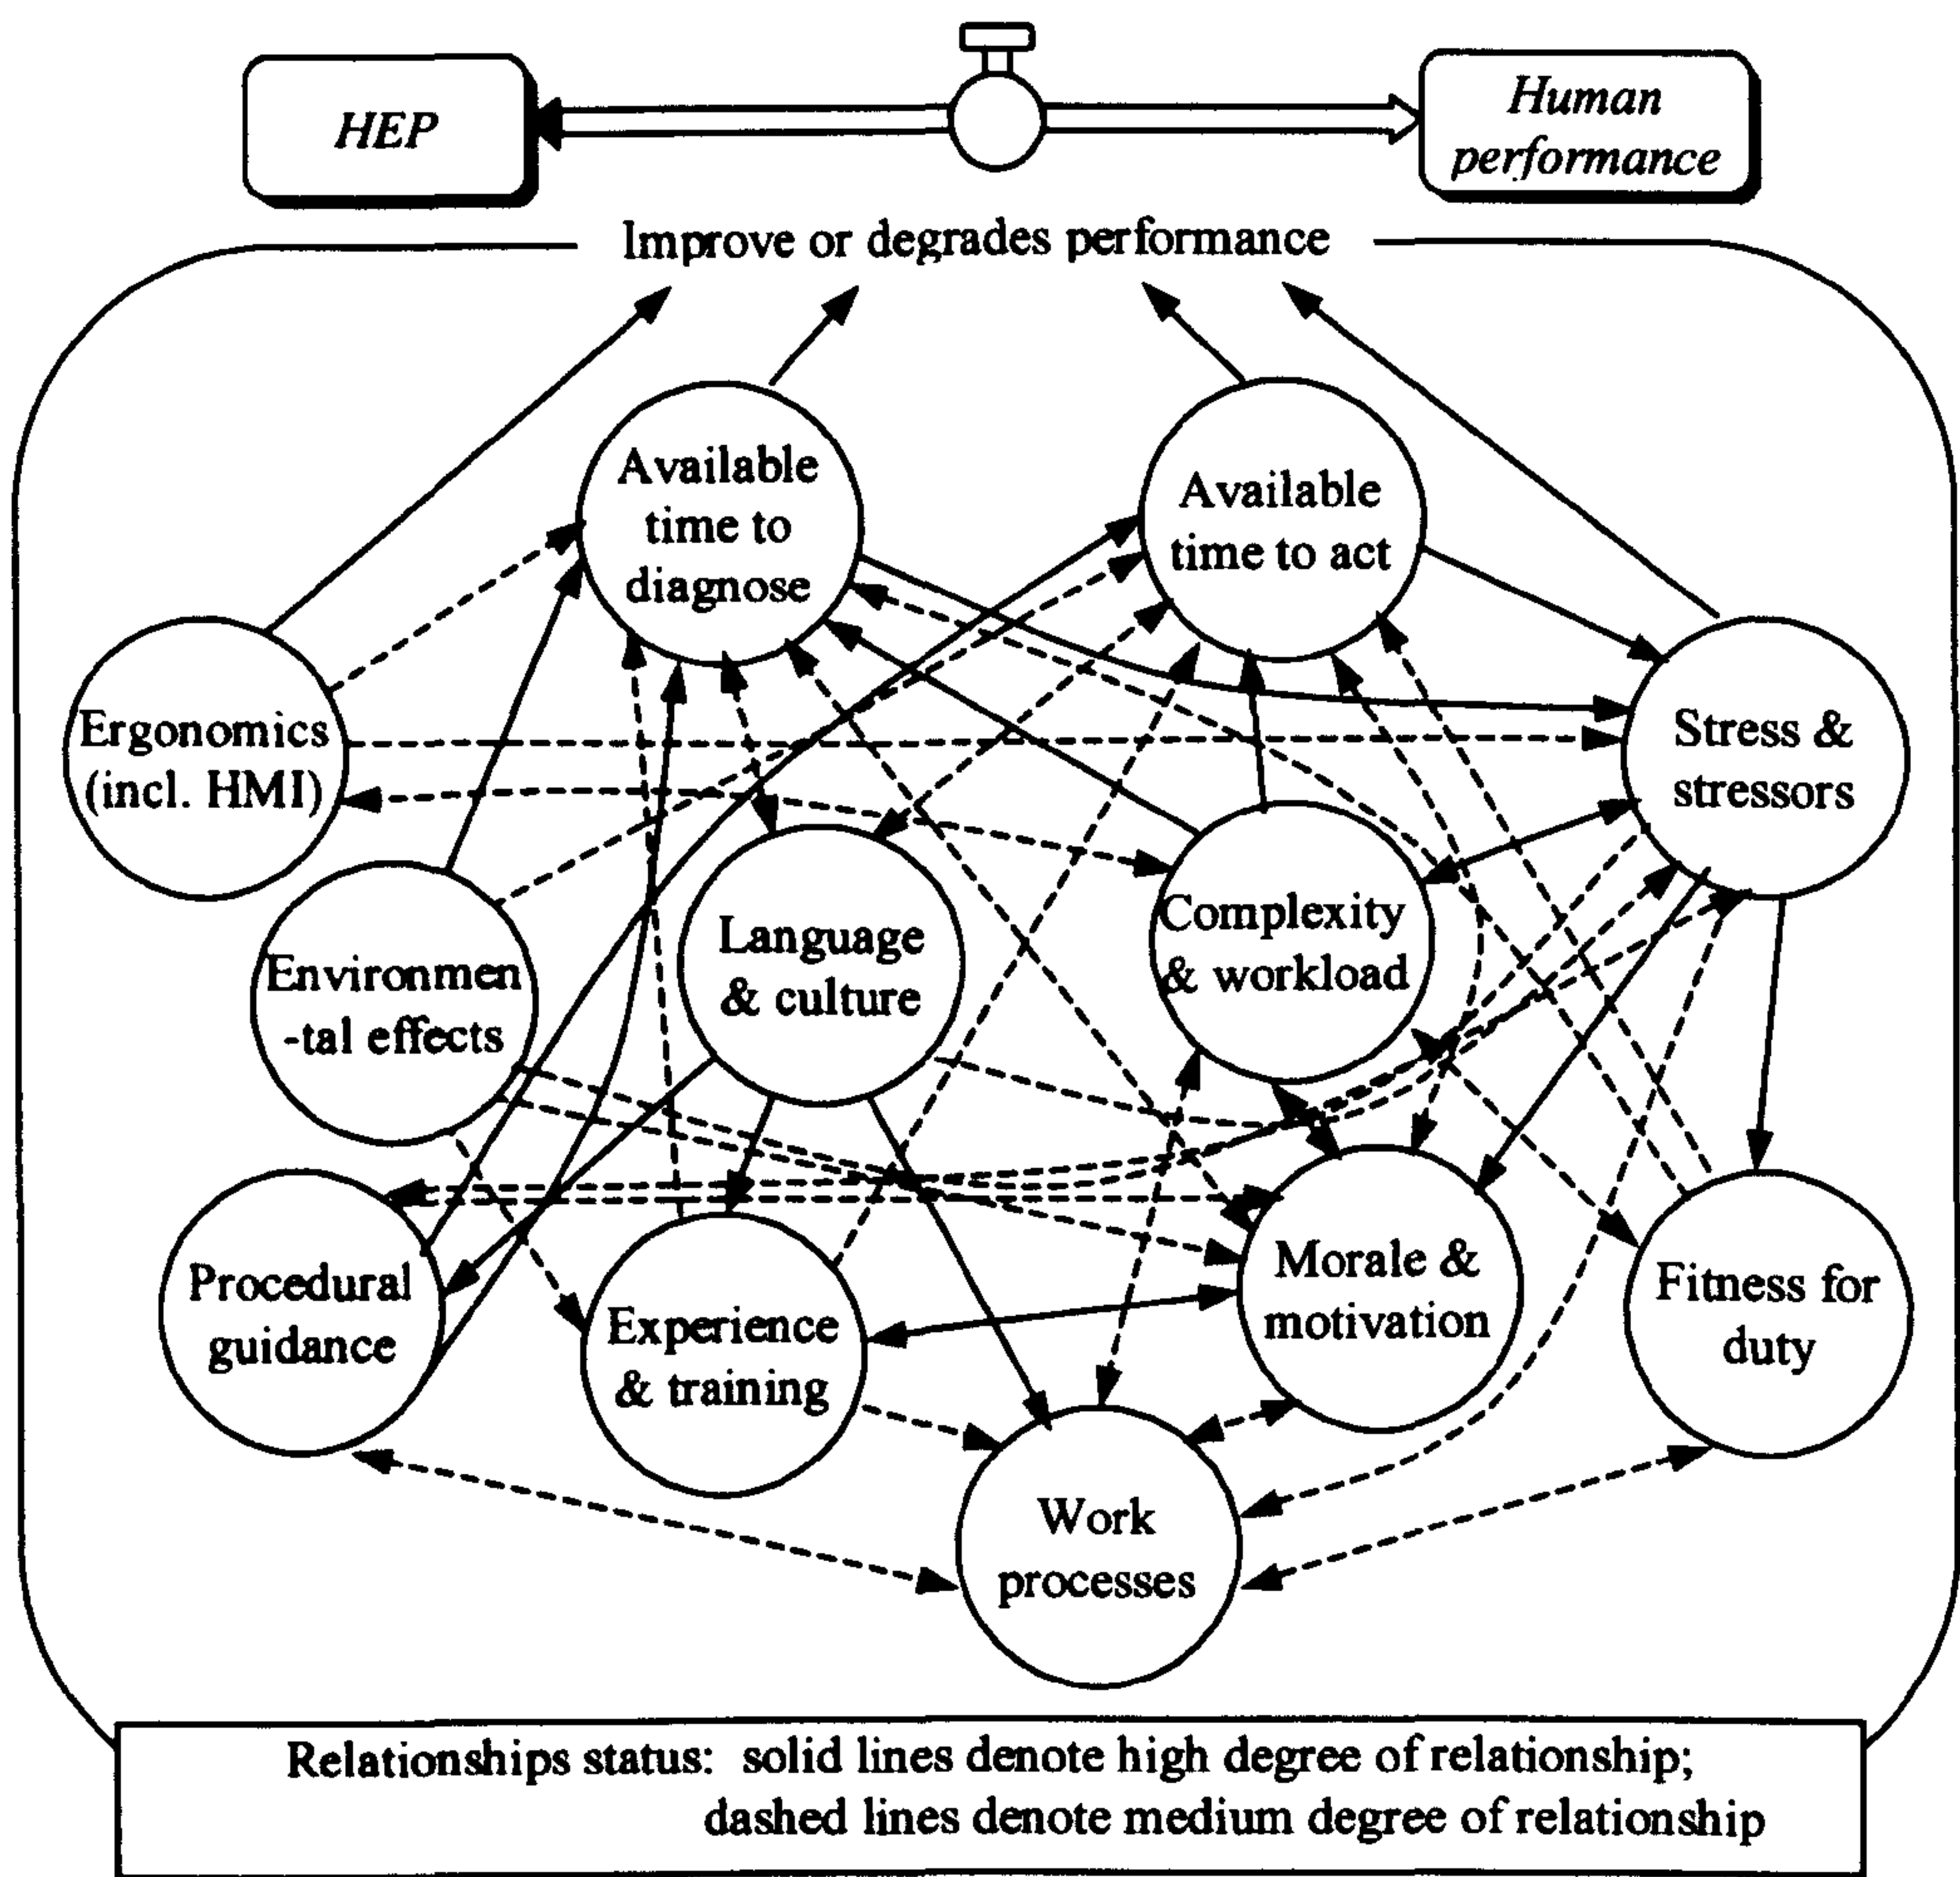 HEP
Human
performance
Improve or degrades performance
Available
time to
diagnose
Available
time to act
Ergonomics
(incl. HMI)
Stress &
stressors
Language
& culture
Complexity
& workload
Environmen
-tal effects
Procedural
guidance
Experience
& training
Morale &
motivation
Fitness for
duty
Work
processes
Relationships status: solid lines denote high degree of relationship;
dashed lines denote medium degree of relationship